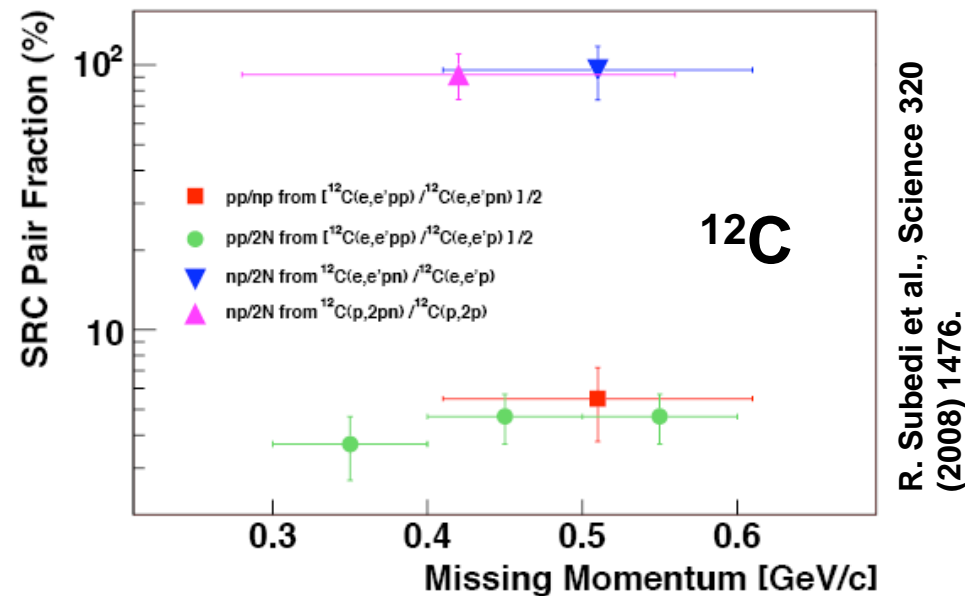 SRC Pair Fraction (%)
10²
10
pp/np from [¹²C(e,e'pp) /¹²C(e,e'pn) ] /2
pp/2N from [¹²C(e,e'pp) /¹²C(e,e'p) ] /2
np/2N from ¹²C(e,e'pn) /¹²C(e,e'p)
np/2N from ¹²C(p,2pn) /¹²C(p,2p)
¹²C
0.3 0.4 0.5 0.6
Missing Momentum [GeV/c]
R. Subedi et al., Science 320
(2008) 1476.